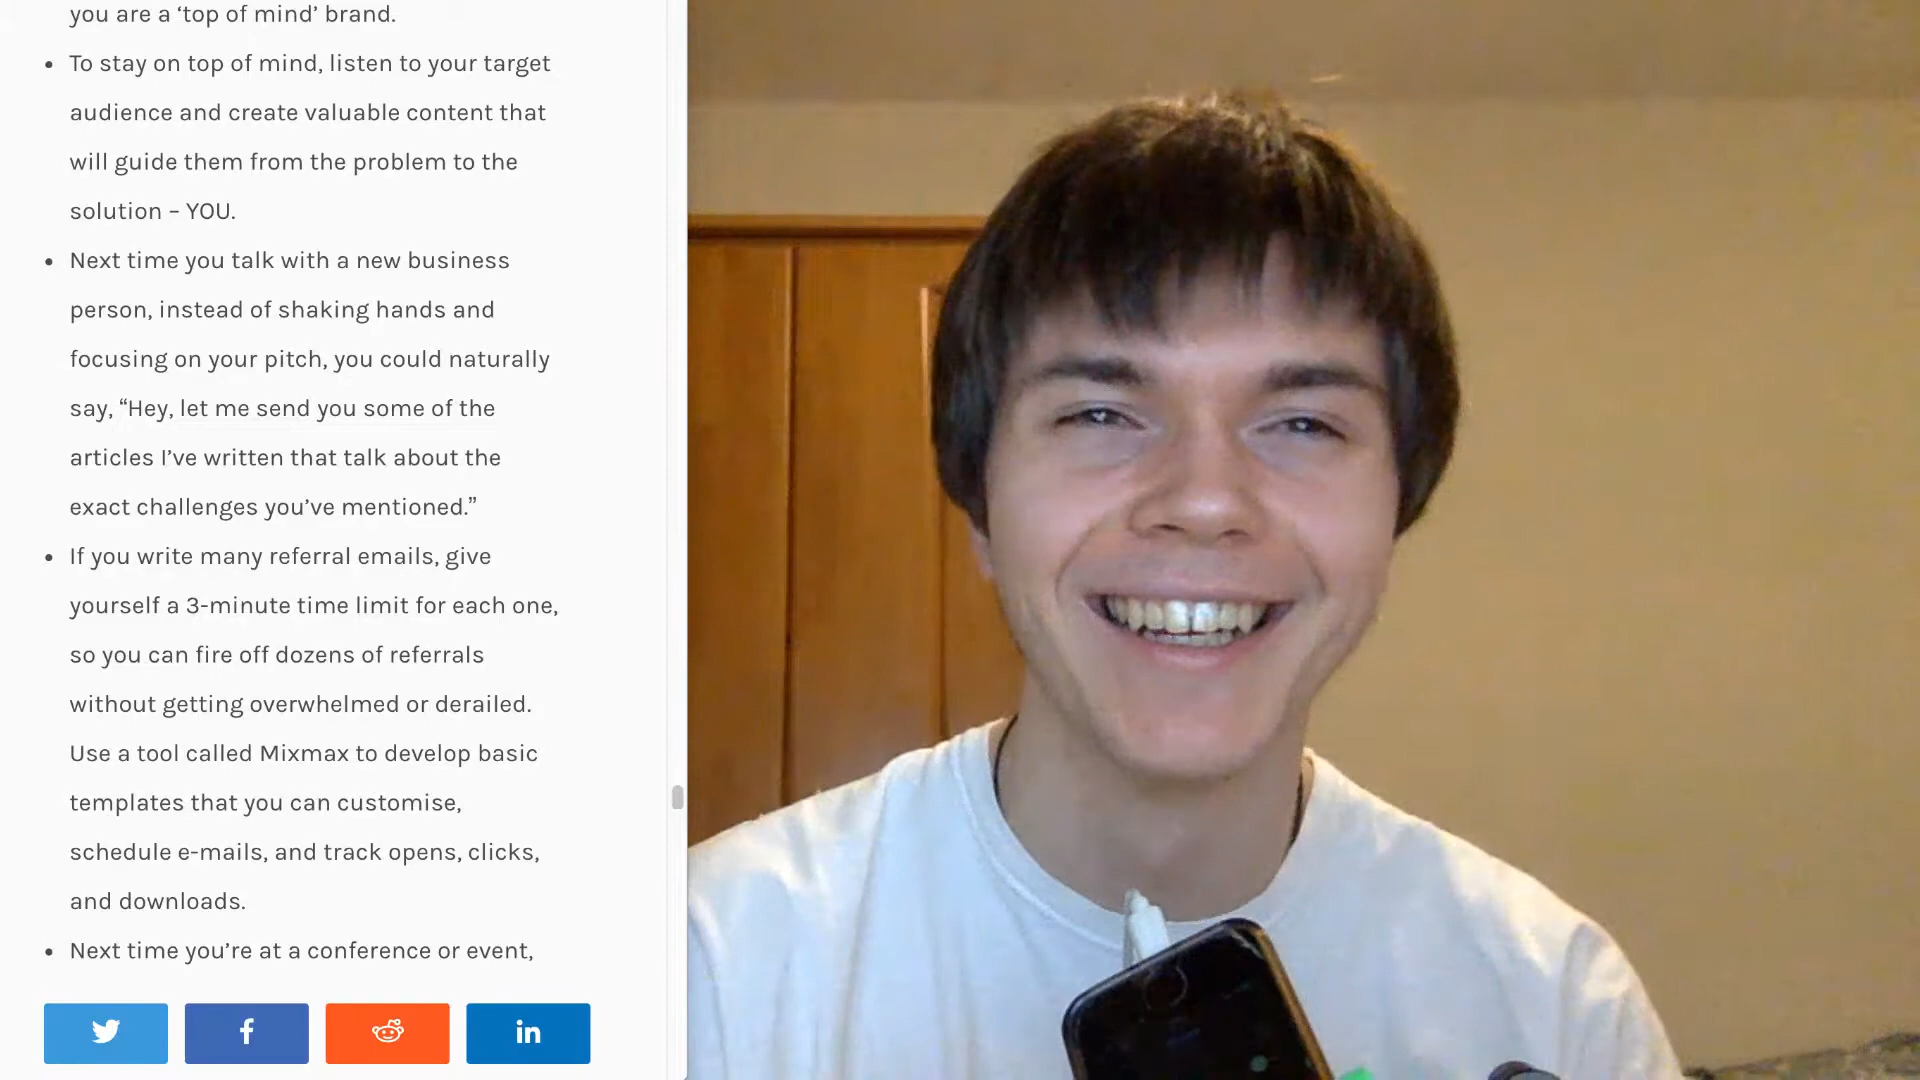 you are a ‘top of mind’ brand.
• To stay on top of mind, listen to your target
audience and create valuable content that
will guide them from the problem to the
solution – YOU.
• Next time you talk with a new business
person, instead of shaking hands and
focusing on your pitch, you could naturally
say, “Hey, let me send you some of the
articles I’ve written that talk about the
exact challenges you’ve mentioned.”
• If you write many referral emails, give
yourself a 3-minute time limit for each one,
so you can fire off dozens of referrals
without getting overwhelmed or derailed.
Use a tool called Mixmax to develop basic
templates that you can customise,
schedule e-mails, and track opens, clicks,
and downloads.
• Next time you’re at a conference or event,